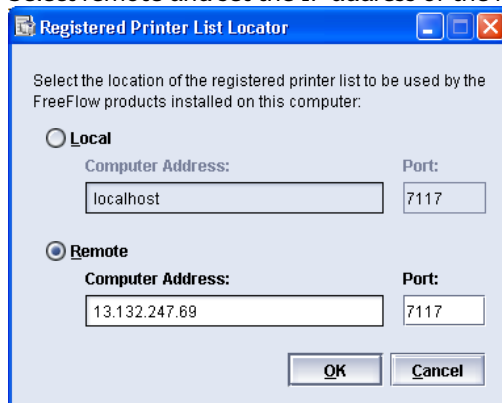 Registered Printer List Locator
Select the location of the registered printer list to be used by the
FreeFlow products installed on this computer:
Local
Computer Address: Port:
localhost 7117
Remote
Computer Address: Port:
13.132.247.69 7117
OK Cancel